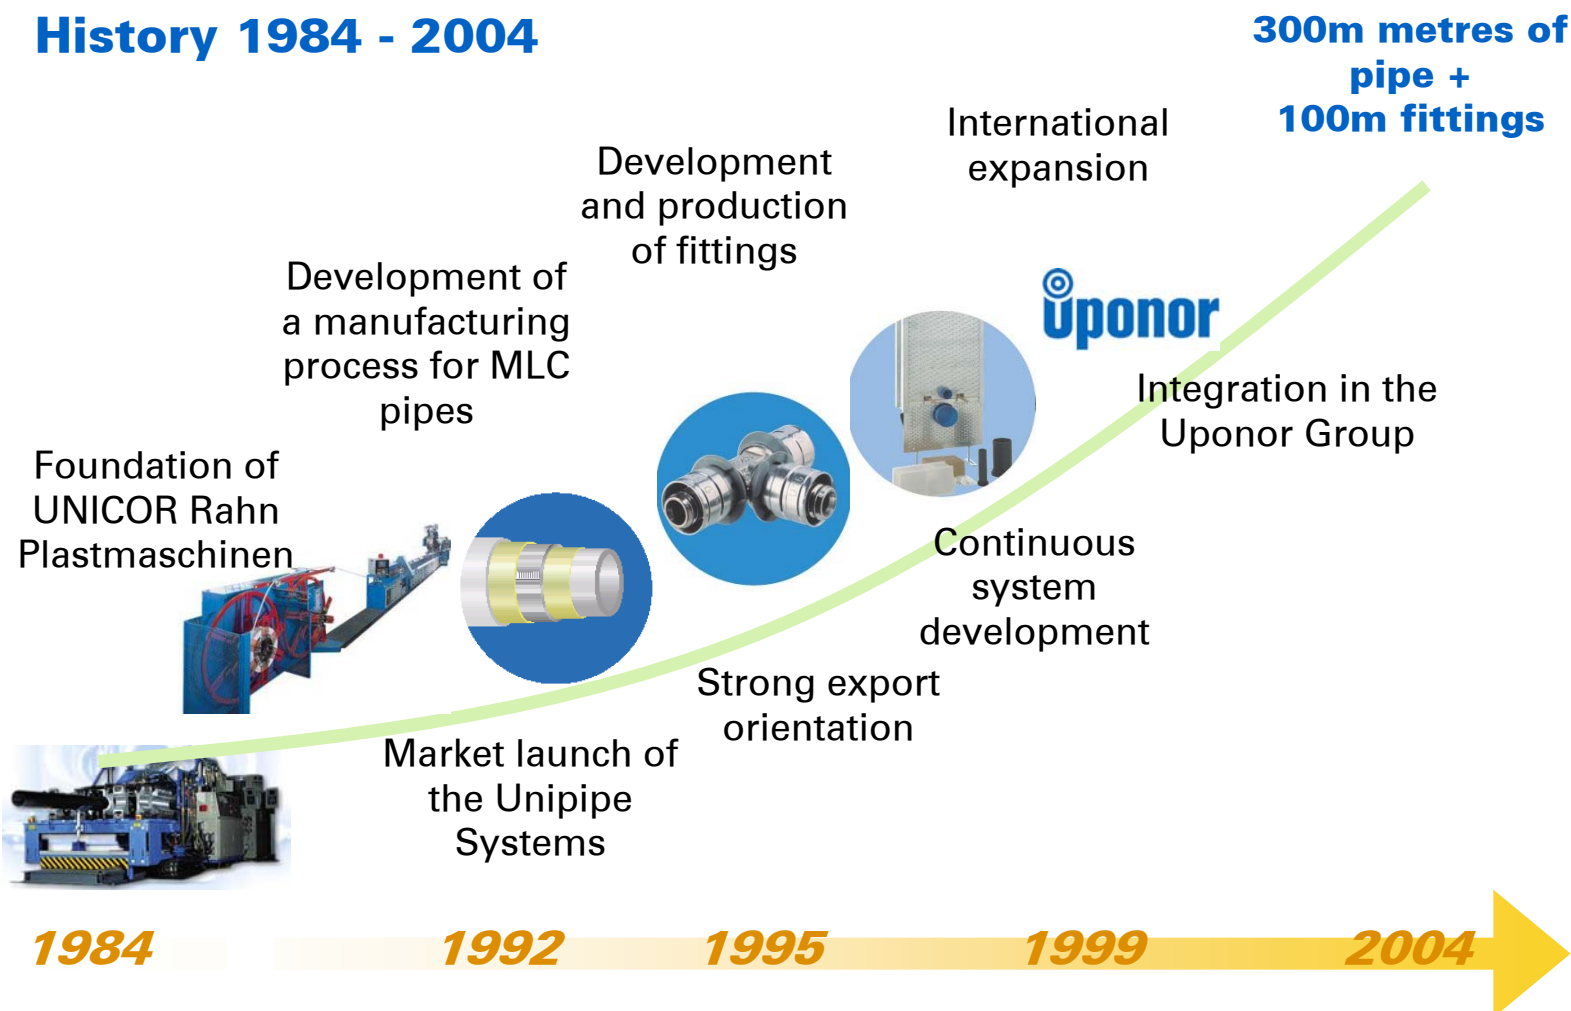 History 1984 - 2004
300m metres of
pipe +
100m fittings
International
expansion
Development
and production
of fittings
Development of
a manufacturing
process for MLC
pipes
Foundation of
UNICOR Rahn
Plastmaschinen
uponor
Integration in the
Uponor Group
Continuous
system
development
Strong export
orientation
Market launch of
the Unipipe
Systems
1984
1992
1995
1999
2004